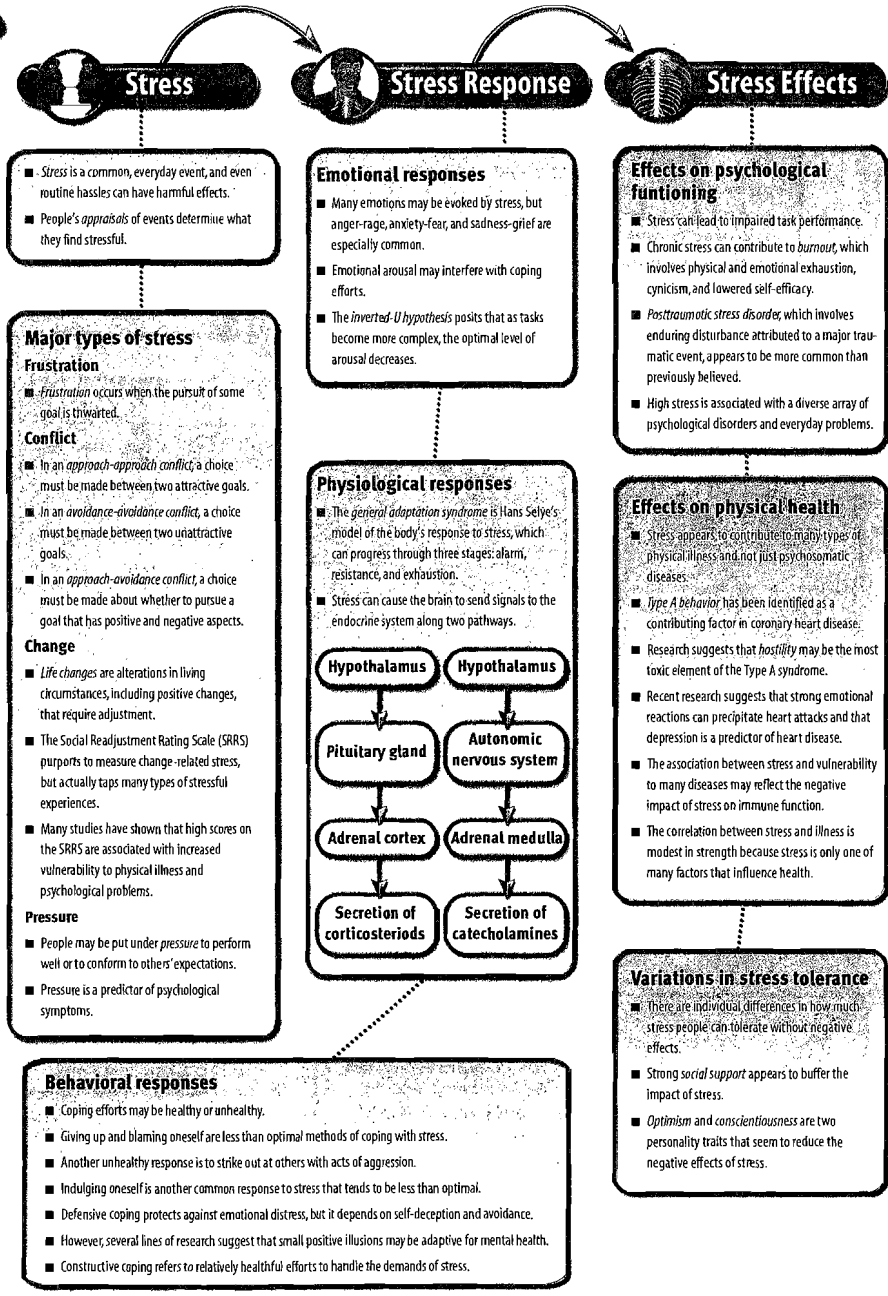 Stress
■ Stress is a common, everyday event, and even
routine hassles can have harmful effects.
■ People's appraisals of events determine what
they find stressful.
Major types of stress
Frustration
■ Frustration occurs when the pursuit of some
goal is thwarted.
Conflict
■ In an approach-approach conflict, a choice
must be made between two attractive goals.
■ In an avoidance-avoidance conflict, a choice
must be made between two unattractive
goals.
■ In an approach-avoidance conflict, a choice
must be made about whether to pursue a
goal that has positive and negative aspects.
Change
■ Life changes are alterations in living
circumstances, including positive changes,
that require adjustment.
■ The Social Readjustment Rating Scale (SRRS)
purports to measure change-related stress,
but actually taps many types of stressful
experiences.
■ Many studies have shown that high scores on
the SRRS are associated with increased
vulnerability to physical illness and
psychological problems.
Pressure
■ People may be put under pressure to perform
well or to conform to others' expectations.
■ Pressure is a predictor of psychological
symptoms.
Stress Response
Emotional responses
■ Many emotions may be evoked by stress, but
anger-rage, anxiety-fear, and sadness-grief are
especially common.
■ Emotional arousal may interfere with coping
efforts.
■ The inverted-U hypothesis posits that as tasks
become more complex, the optimal level of
arousal decreases.
Physiological responses
■ The general adaptation syndrome is Hans Selye's
model of the body's response to stress, which
can progress through three stages: alarm,
resistance, and exhaustion.
■ Stress can cause the brain to send signals to the
endocrine system along two pathways.
Hypothalamus
Pituitary gland
Adrenal cortex
Secretion of
corticosteriods
Hypothalamus
Autonomic
nervous system
Adrenal medulla
Secretion of
catecholamines
Behavioral responses
■ Coping efforts may be healthy or unhealthy.
■ Giving up and blaming oneself are less than optimal methods of coping with stress.
■ Another unhealthy response is to strike out at others with acts of aggression.
■ Indulging oneself is another common response to stress that tends to be less than optimal.
■ Defensive coping protects against emotional distress, but it depends on self-deception and avoidance.
■ However, several lines of research suggest that small positive illusions may be adaptive for mental health.
■ Constructive coping refers to relatively healthful efforts to handle the demands of stress.
Stress Effects
Effects on psychological
funtioning
■ Stress can lead to impaired task performance.
■ Chronic stress can contribute to burnout, which
involves physical and emotional exhaustion,
cynicism, and lowered self-efficacy.
■ Posttraumatic stress disorder, which involves
enduring disturbance attributed to a major trau-
matic event, appears to be more common than
previously believed.
■ High stress is associated with a diverse array of
psychological disorders and everyday problems.
Effects on physical health
■ Stress appears to contribute to many types of
physical illness and not just psychosomatic
diseases.
■ Type A behavior has been identified as a
contributing factor in coronary heart disease.
■ Research suggests that hostility may be the most
toxic element of the Type A syndrome.
■ Recent research suggests that strong emotional
reactions can precipitate heart attacks and that
depression is a predictor of heart disease.
■ The association between stress and vulnerability
to many diseases may reflect the negative
impact of stress on immune function.
■ The correlation between stress and illness is
modest in strength because stress is only one of
many factors that influence health.
Variations in stress tolerance
■ There are individual differences in how much
stress people can tolerate without negative
effects.
■ Strong social support appears to buffer the
impact of stress.
■ Optimism and conscientiousness are two
personality traits that seem to reduce the
negative effects of stress.